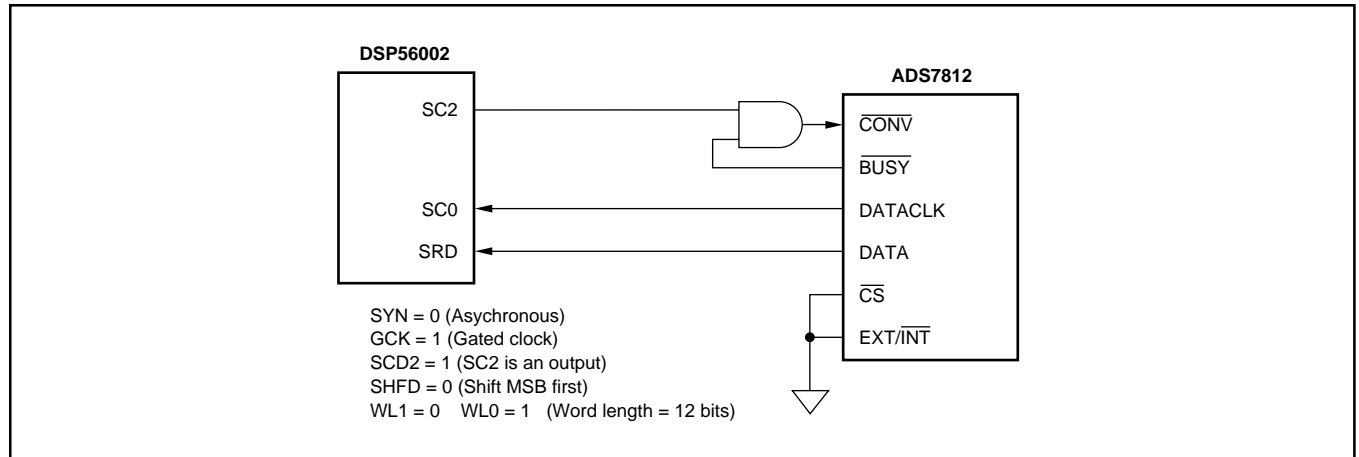 DSP56002
SC2
SC0
SRD
ADS7812
CONV
BUSY
DATACLK
DATA
CS
EXT/INT
SYN = 0 (Asychronous)
GCK = 1 (Gated clock)
SCD2 = 1 (SC2 is an output)
SHFD = 0 (Shift MSB first)
WL1 = 0 WL0 = 1 (Word length = 12 bits)